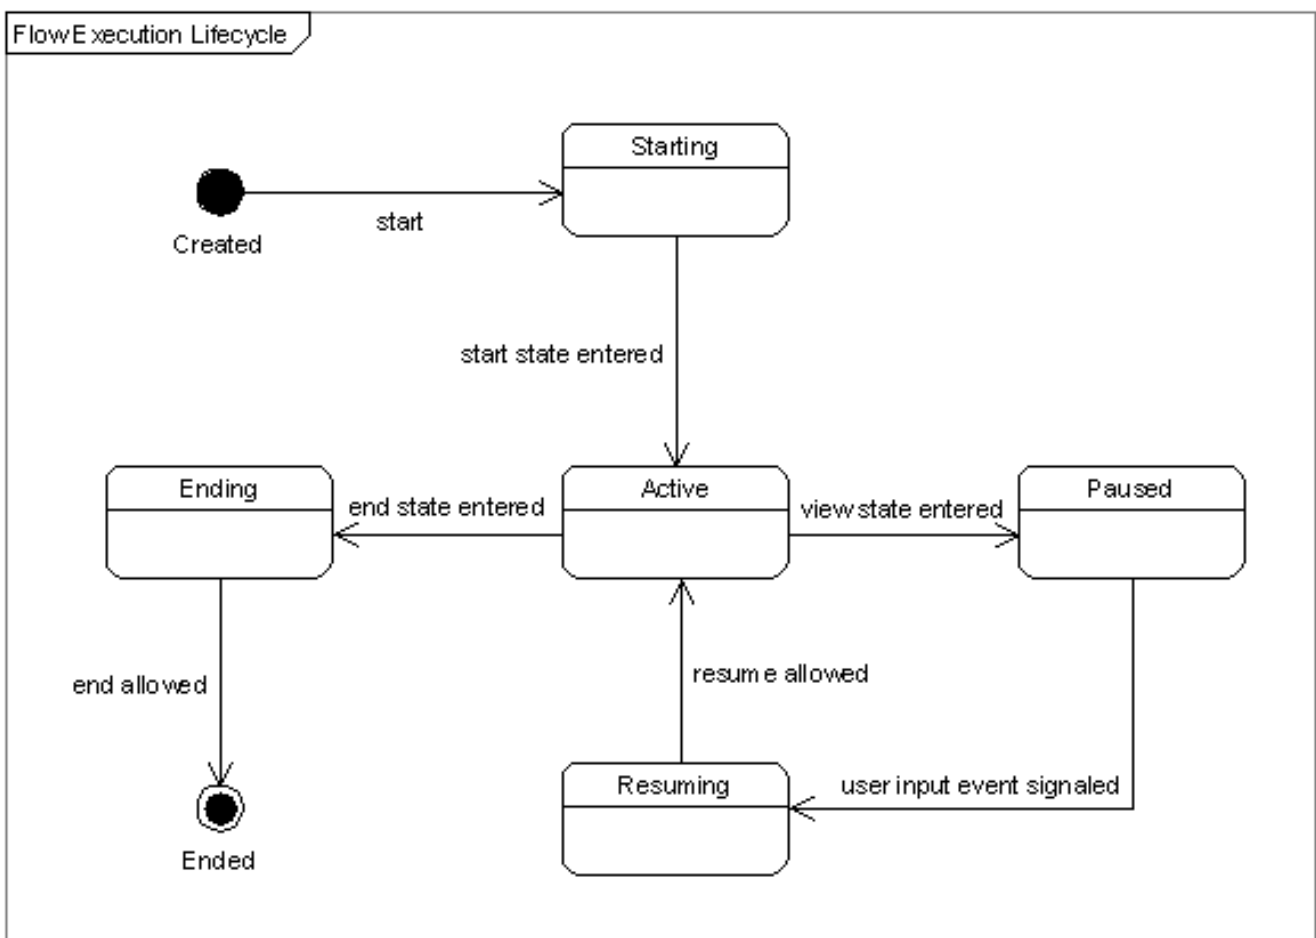 FlowExecution Lifecycle
Starting
start
Created
start state entered
Ending
Active
Paused
end state entered
view state entered
end allowed
resume allowed
Resuming
user input event signaled
Ended